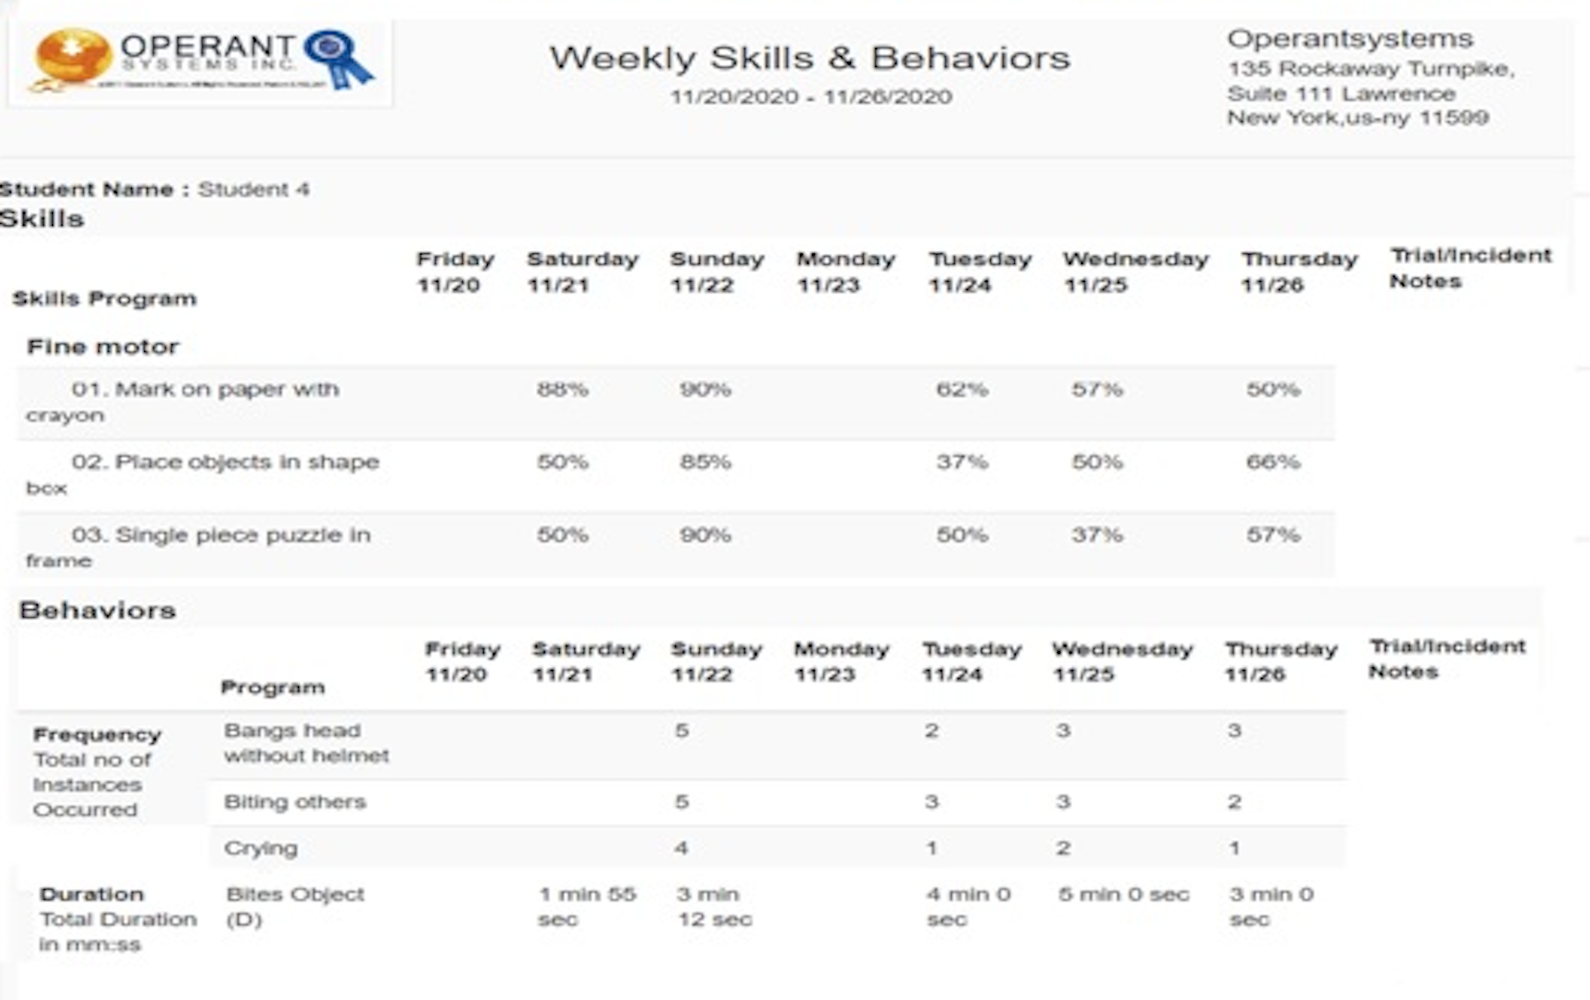 OPERANT
SYSTEMS INC.
Weekly Skills & Behaviors
11/20/2020 - 11/26/2020
Operantsystems
135 Rockaway Turnpike,
Suite 111 Lawrence
New York,us-ny 11599
Student Name : Student 4
Skills
Skills Program Friday 11/20 Saturday 11/21 Sunday 11/22 Monday 11/23 Tuesday 11/24 Wednesday 11/25 Thursday 11/26 Trial/Incident Notes
Fine motor
01. Mark on paper with 88% 90% 62% 57% 50%
crayon
02. Place objects in shape 50% 85% 37% 50% 66%
box
03. Single piece puzzle in 50% 90% 50% 37% 57%
frame
Behaviors
Program Friday 11/20 Saturday 11/21 Sunday 11/22 Monday 11/23 Tuesday 11/24 Wednesday 11/25 Thursday 11/26 Trial/Incident Notes
Frequency
Total no of
Instances
Occurred
Bangs head 5 2 3 3
without helmet
Biting others 5 3 3 2
Crying 4 1 2 1
Duration
Total Duration
in mm:ss
Bites Object 1 min 55 3 min 4 min 0 5 min 0 sec 3 min 0
(D) sec 12 sec sec sec